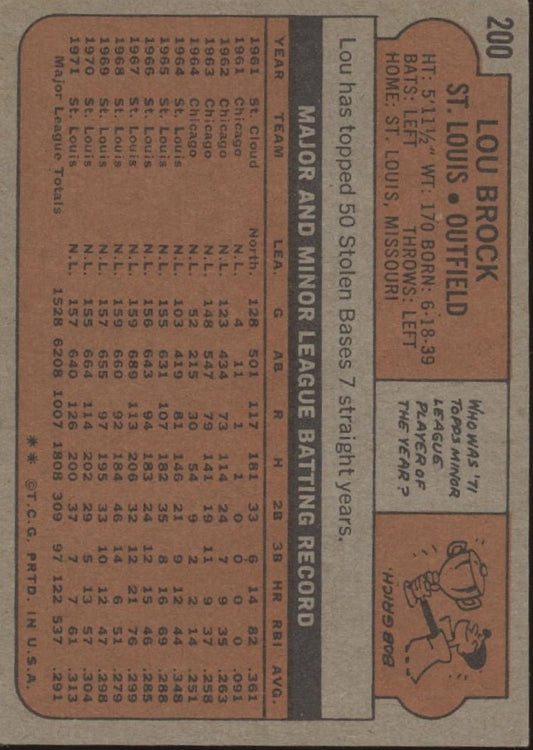 200
LOU BROCK
ST. LOUIS • OUTFIELD
HT: 5'11½" WT: 170 BORN: 6-18-39
BATS: LEFT THROWS: LEFT
HOME: ST. LOUIS, MISSOURI
WHO WAS '71
TOPPS MINOR
LEAGUE
PLAYER OF
THE YEAR?
BOB GRICH.
Lou has topped 50 Stolen Bases 7 straight years.
MAJOR AND MINOR LEAGUE BATTING RECORD
YEAR TEAM LEA. G AB R H 2B 3B HR RBI AVG.
1961 St. Cloud North. 128 501 117 181 33 6 14 82 .361
1961 Chicago N.L. 4 11 1 1 0 0 0 0 .091
1962 Chicago N.L. 123 434 73 114 24 7 9 35 .263
1963 Chicago N.L. 148 547 79 141 19 11 9 37 .258
1964 Chicago N.L. 52 215 30 54 9 2 2 14 .251
1964 St. Louis N.L. 103 419 81 146 21 9 12 44 .348
1965 St. Louis N.L. 155 631 107 182 35 8 16 69 .288
1966 St. Louis N.L. 156 643 94 183 24 12 15 46 .285
1967 St. Louis N.L. 159 689 113 206 32 12 21 76 .299
1968 St. Louis N.L. 159 660 92 184 46 14 6 51 .279
1969 St. Louis N.L. 157 655 97 195 33 10 12 47 .298
1970 St. Louis N.L. 155 664 114 202 29 5 13 57 .304
1971 St. Louis N.L. 157 640 126 200 37 7 7 61 .313
Major League Totals 1528 6208 1007 1808 309 97 122 537 .291
** ©T.C.G. PRTD. IN U.S.A.